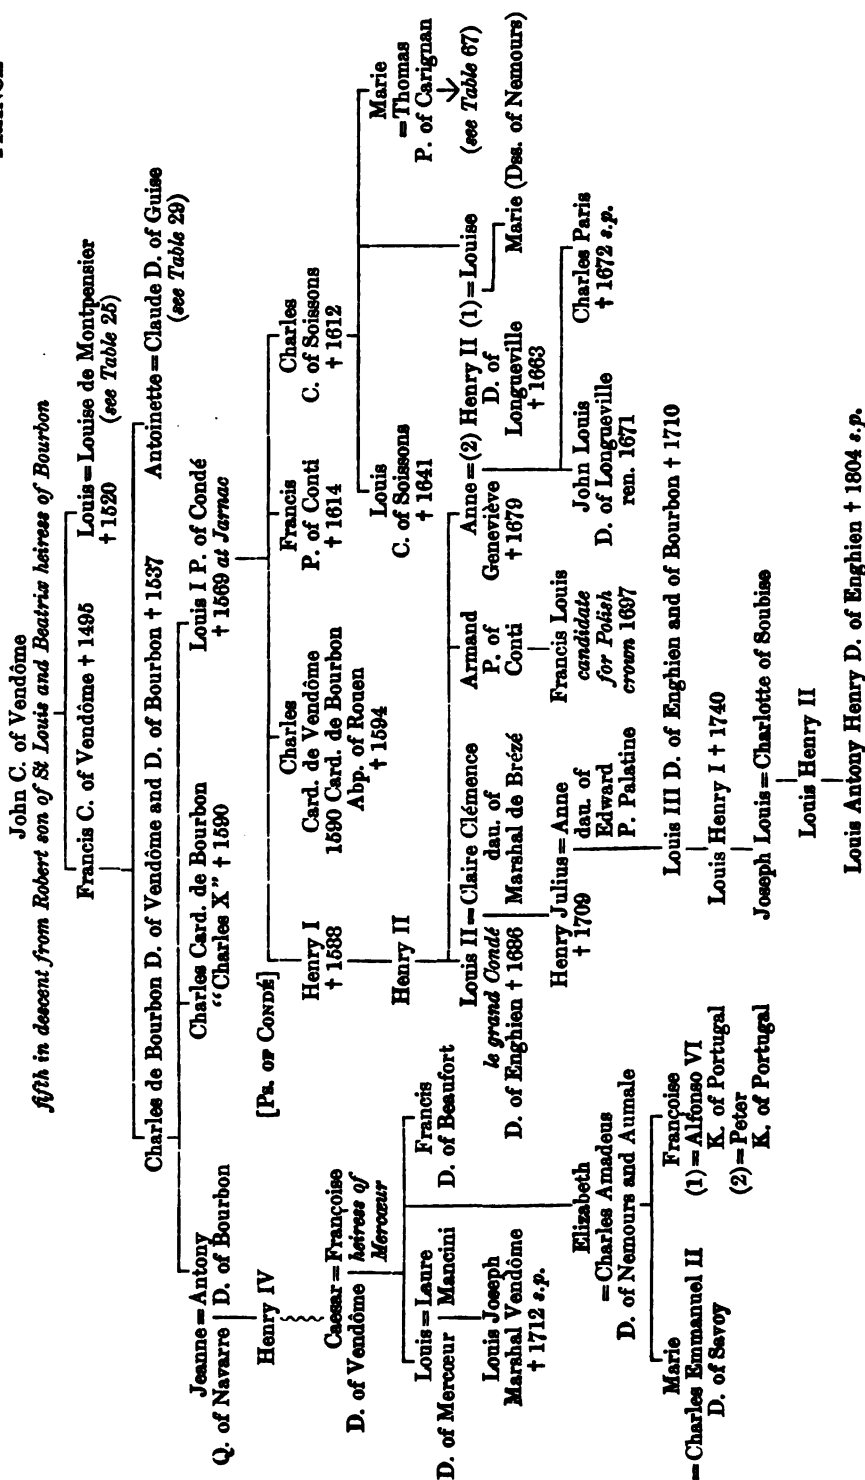 John C. of Vendôme
fifth in descent from Robert son of St Louis and Beatrix heiress of Bourbon
Francis C. of Vendôme † 1495
Louis = Louise de Montpensier
† 1520
(see Table 25)
Charles de Bourbon D. of Vendôme and D. of Bourbon † 1537
Antoinette = Claude D. of Guise
(see Table 29)
Jeanne = Antony
Q. of Navarre
D. of Bourbon
Charles Card. de Bourbon
"Charles X" † 1590
Louis I P. of Condé
† 1569 at Jarnac
Henry IV
[Ps. OF CONDÉ]
Henry I
† 1588
Charles
Card. de Vendôme
1590 Card. de Bourbon
Abp. of Rouen
† 1594
Francis
P. of Conti
† 1614
Charles
C. of Soissons
† 1612
Caesar = Françoise
D. of Vendôme
heiress of
Mercœur
Henry II
Louis
C. of Soissons
† 1641
Marie
= Thomas
P. of Carignan
(see Table 67)
Louis = Laure
D. of Mercœur
Mancini
Francis
D. of Beaufort
Louis II = Claire Clémence
le grand Condé
D. of Enghien † 1686
dau. of
Marshal de Brézé
Armand
P. of
Conti
Anne = (2) Henry II (1) = Louise
Geneviève
† 1679
D. of
Longueville
† 1663
Marie (Dss. of Nemours)
Louis Joseph
Marshal Vendôme
† 1712 s.p.
Elizabeth
= Charles Amadeus
D. of Nemours and Aumale
Henry Julius = Anne
† 1709
dau. of
Edward
P. Palatine
Francis Louis
candidate
for Polish
crown 1697
John Louis
D. of Longueville
ren. 1671
Charles Paris
† 1672 s.p.
Marie
= Charles Emmanuel II
D. of Savoy
Françoise
(1) = Alfonso VI
K. of Portugal
(2) = Peter
K. of Portugal
Louis III D. of Enghien and of Bourbon † 1710
Louis Henry I † 1740
Joseph Louis = Charlotte of Soubise
Louis Henry II
Louis Antony Henry D. of Enghien † 1804 s.p.